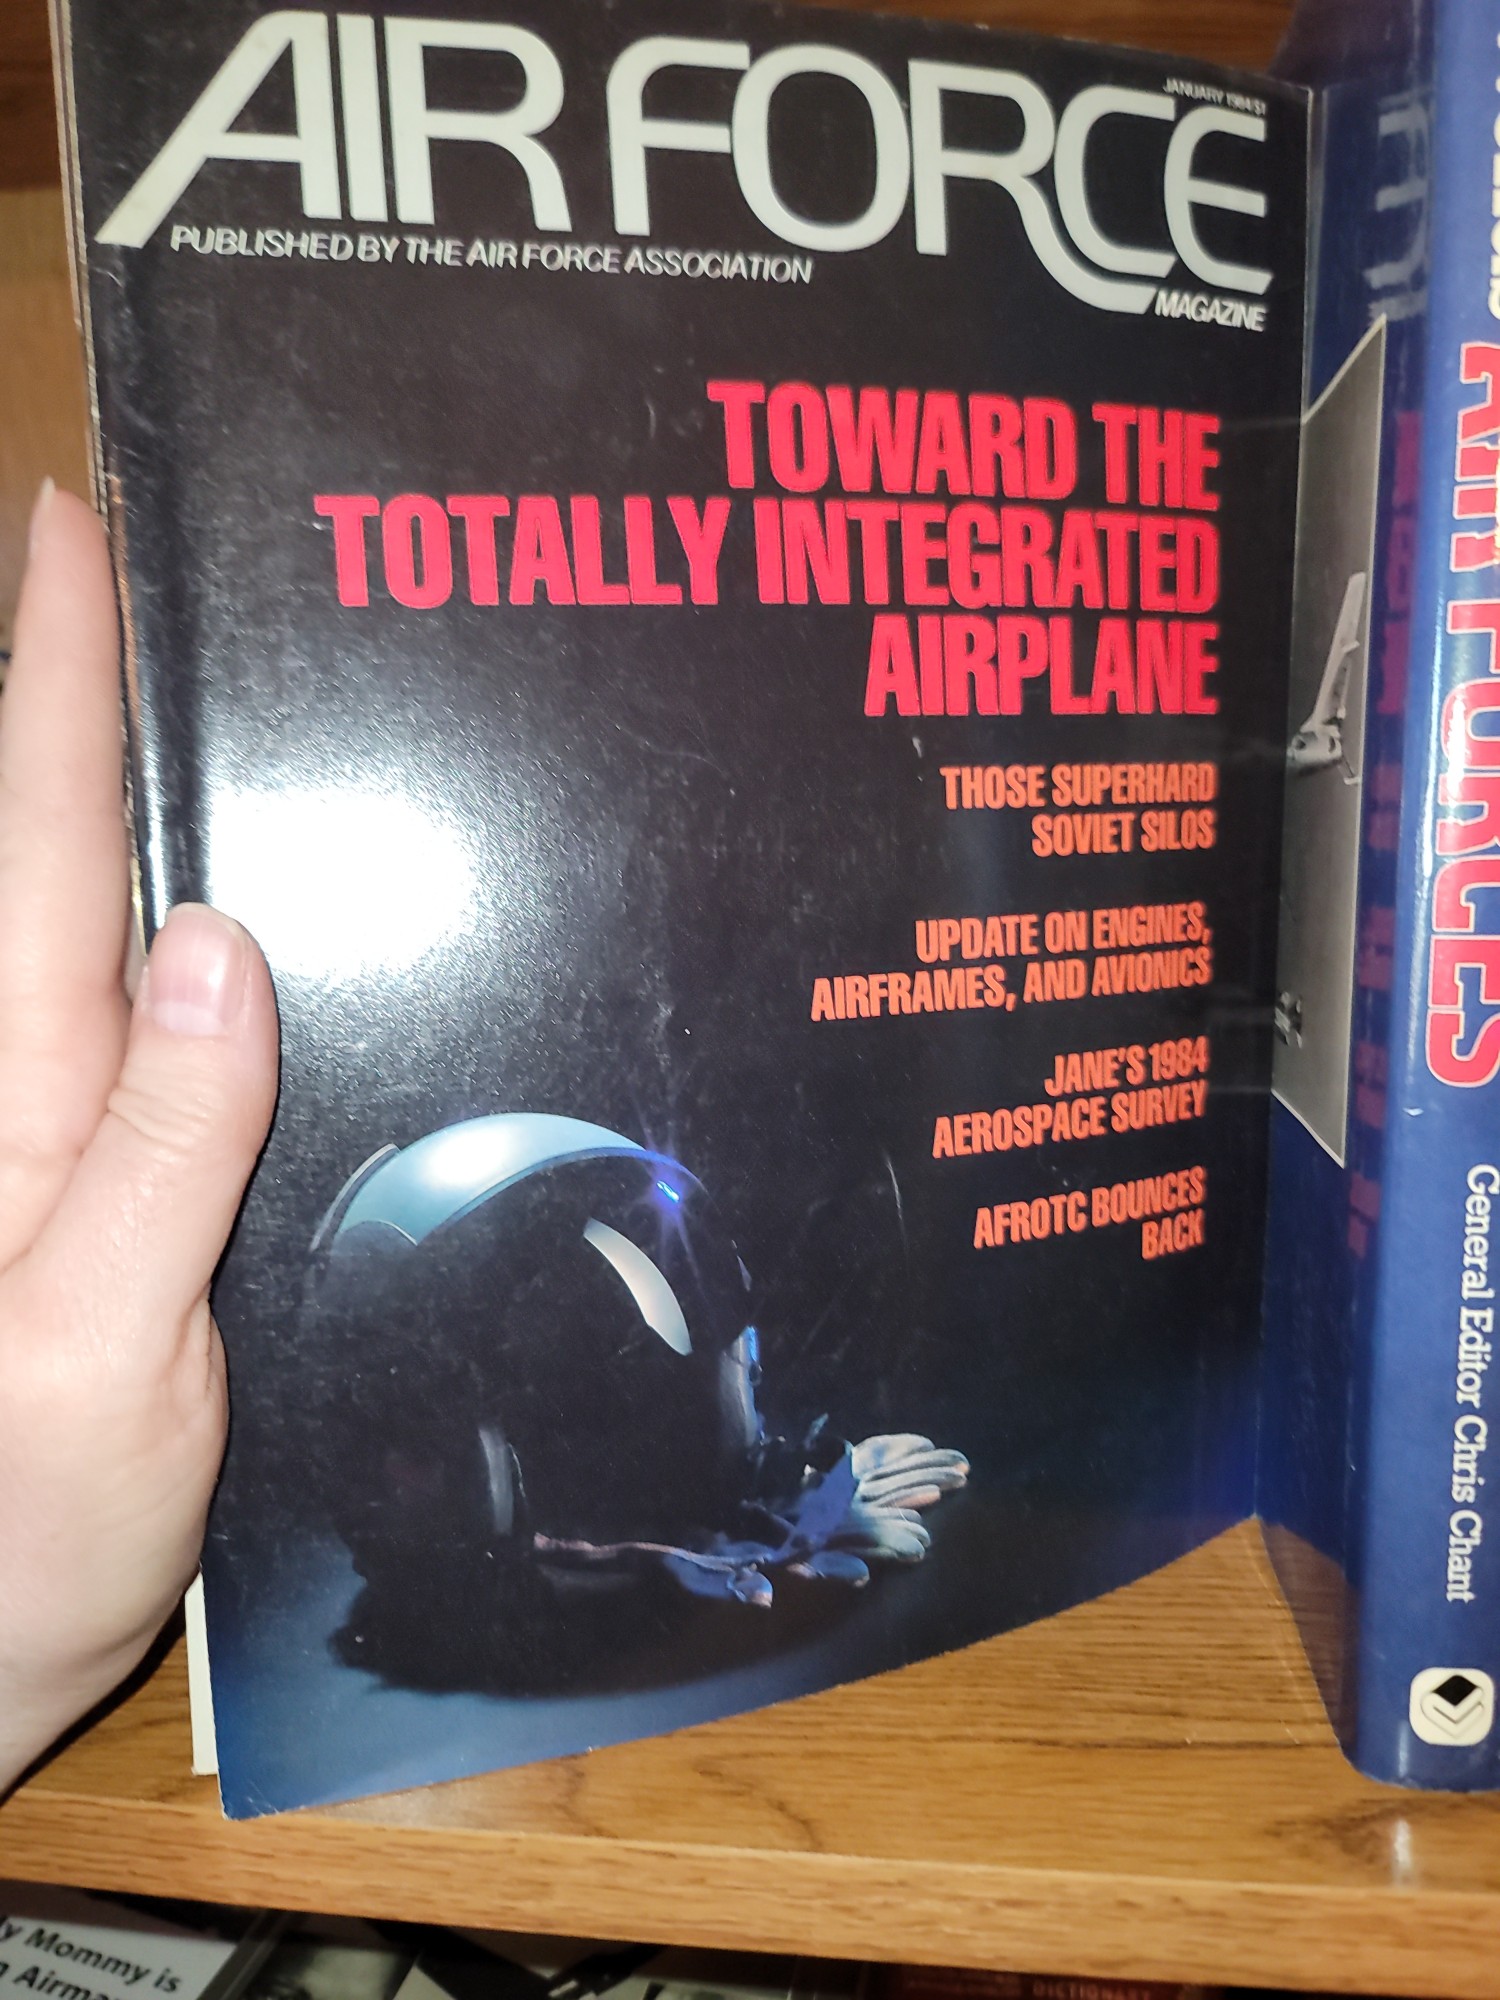 AIR FORCE
JANUARY 1984/$1
PUBLISHED BY THE AIR FORCE ASSOCIATION
MAGAZINE
TOWARD THE
TOTALLY INTEGRATED
AIRPLANE
THOSE SUPERHARD
SOVIET SILOS
UPDATE ON ENGINES,
AIRFRAMES, AND AVIONICS
JANE'S 1984
AEROSPACE SURVEY
AFROTC BOUNCES
BACK
AIR FORCES
General Editor Chris Chant
Mommy is
DICTIONARY